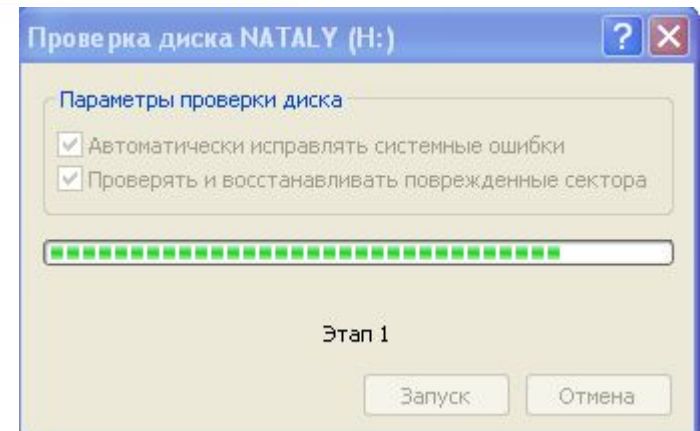 Проверка диска NATALY (H:)
Параметры проверки диска
Автоматически исправлять системные ошибки
Проверять и восстанавливать поврежденные сектора
Этап 1
Запуск Отмена